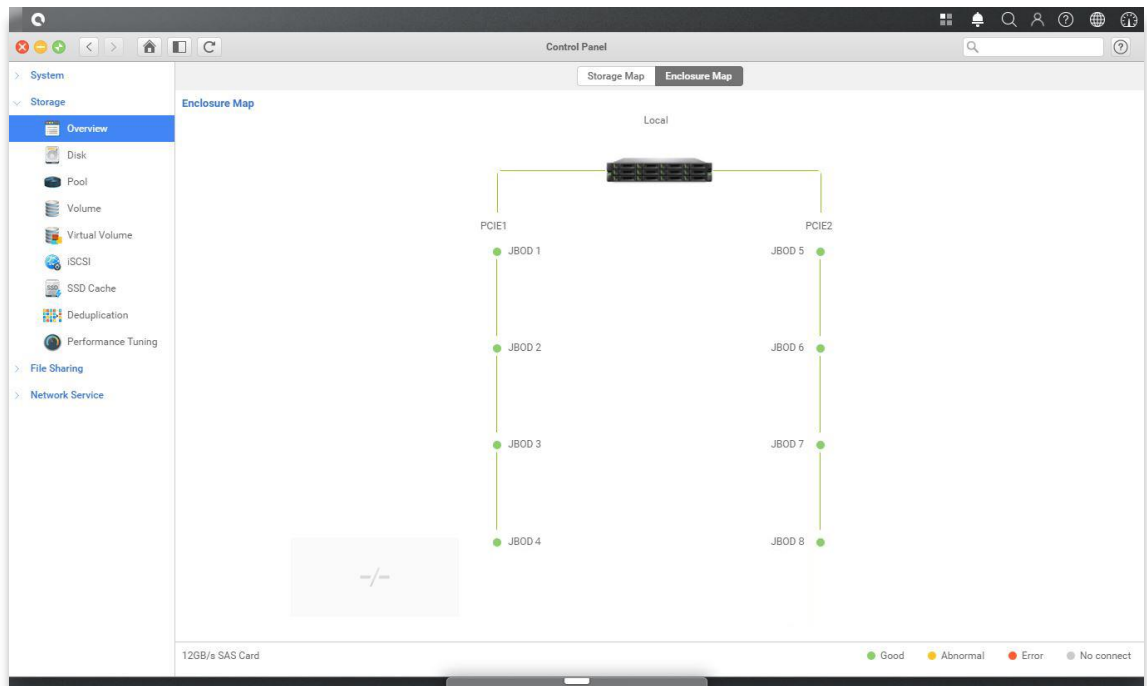 Control Panel
System
Storage
Overview
Disk
Pool
Volume
Virtual Volume
iSCSI
SSD Cache
Deduplication
Performance Tuning
File Sharing
Network Service
Storage Map Enclosure Map
Enclosure Map
Local
PCIE1 PCIE2
JBOD 1 JBOD 5
JBOD 2 JBOD 6
JBOD 3 JBOD 7
JBOD 4 JBOD 8
-/-
12GB/s SAS Card Good Abnormal Error No connect